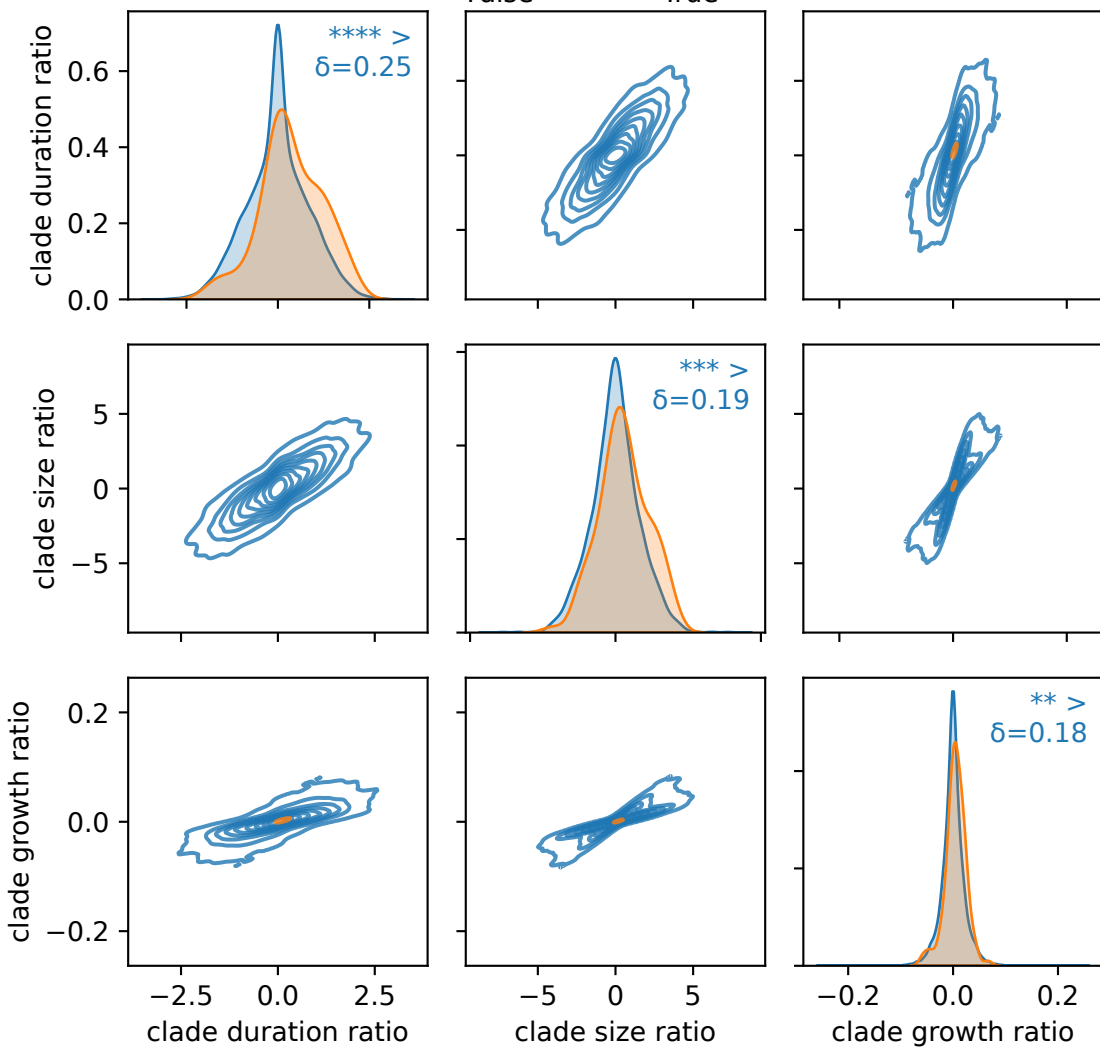 clade duration ratio
0.6
0.4
0.2
0.0
**** >
δ=0.25
clade size ratio
5
0
−5
*** >
δ=0.19
clade growth ratio
0.2
0.0
−0.2
** >
δ=0.18
−2.5 0.0 2.5
−5 0 5
−0.2 0.0 0.2
clade duration ratio
clade size ratio
clade growth ratio